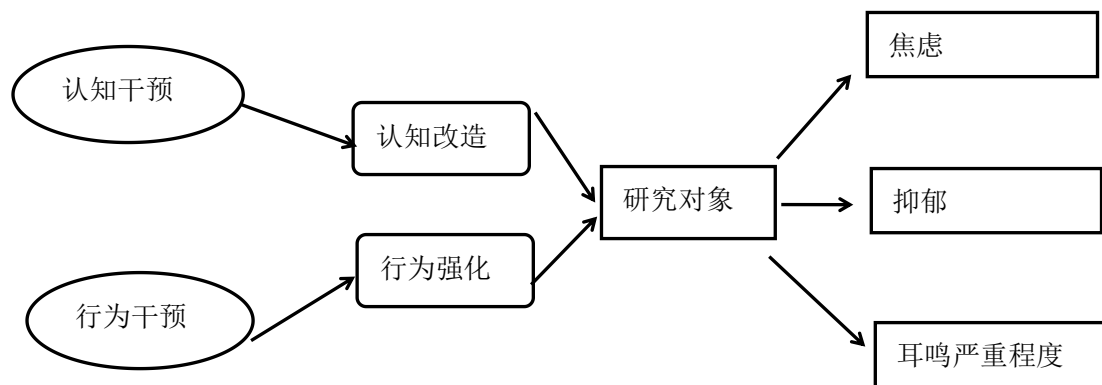 认知干预
认知改造
行为干预
行为强化
研究对象
焦虑
抑郁
耳鸣严重程度